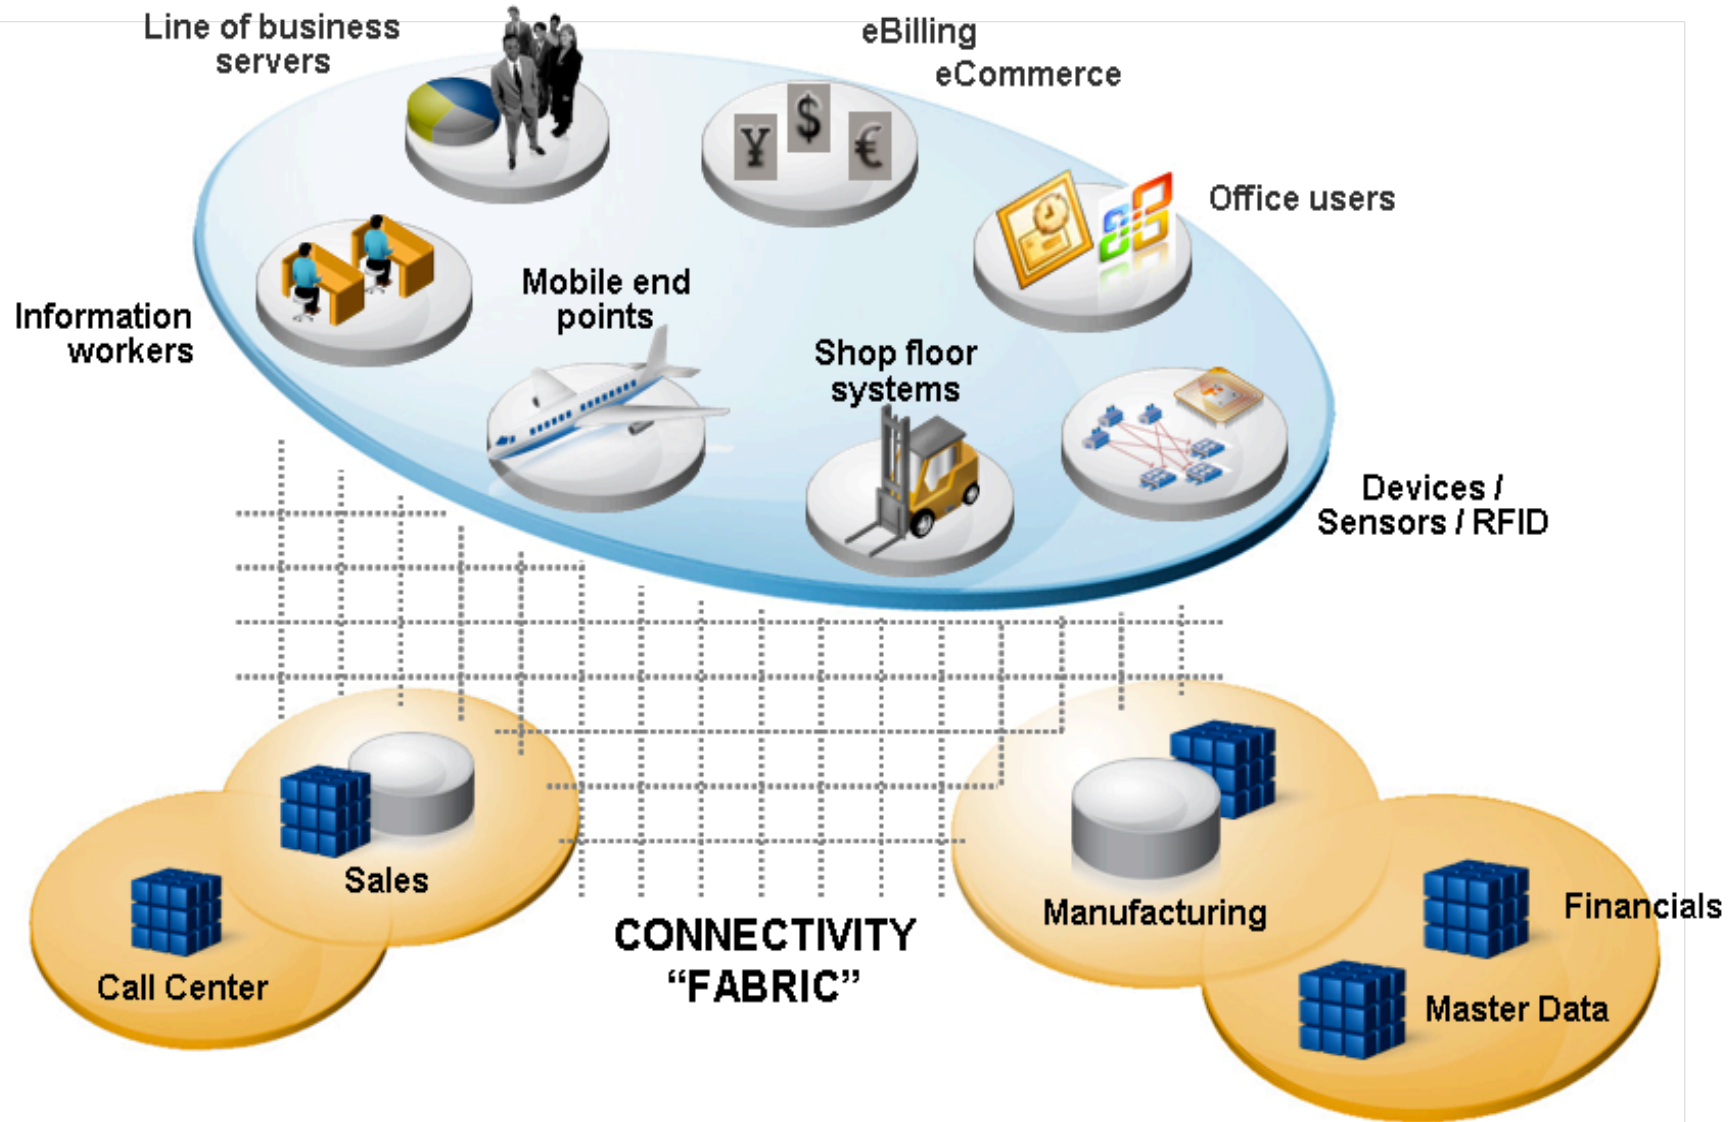 Line of business
servers
eBilling
eCommerce
¥
$
€
Office users
Information
workers
Mobile end
points
Shop floor
systems
Devices /
Sensors / RFID
Sales
Call Center
CONNECTIVITY
“FABRIC”
Manufacturing
Financials
Master Data